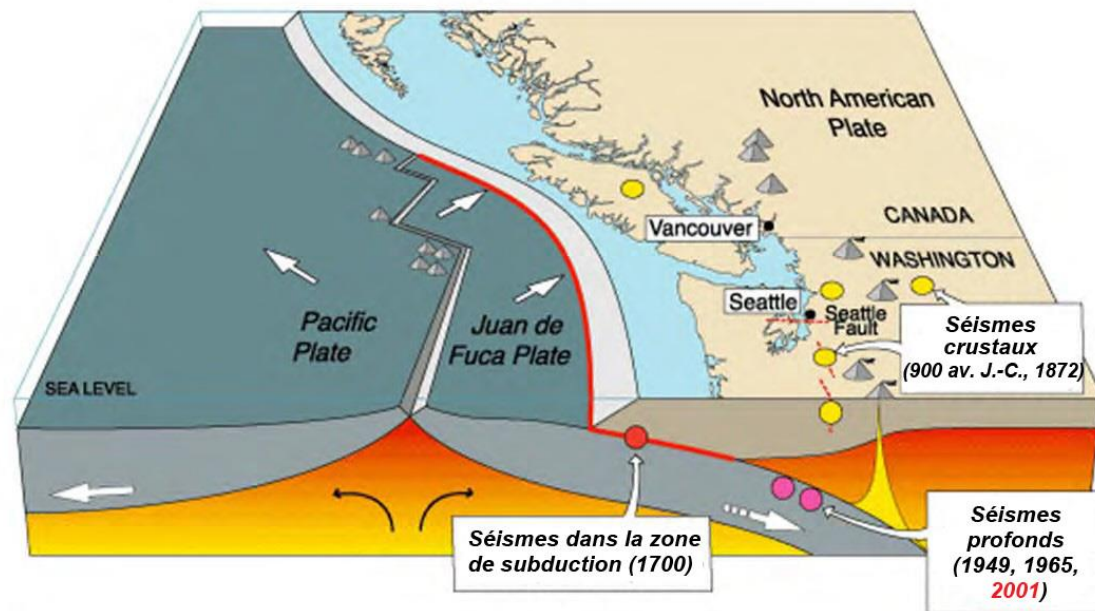 North American
Plate
CANADA
Vancouver
WASHINGTON
Seattle
Seattle
Fault
Pacific
Plate
Juan de
Fuca Plate
Séismes
crustaux
(900 av. J.-C., 1872)
SEA LEVEL
Séismes dans la zone
de subduction (1700)
Séismes
profonds
(1949, 1965,
2001)